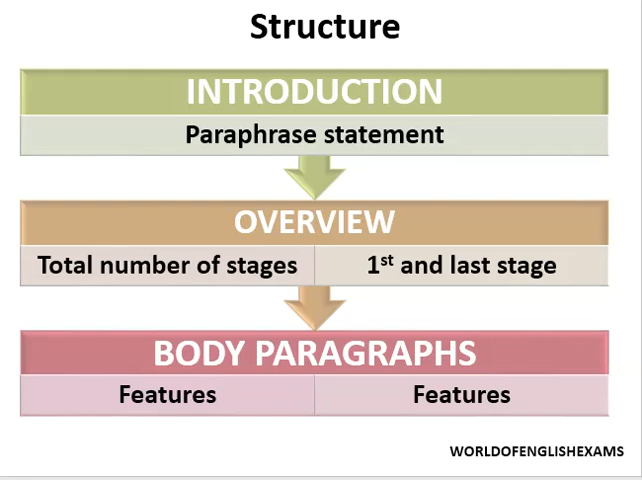 Structure
INTRODUCTION
Paraphrase statement
OVERVIEW
Total number of stages
1st and last stage
BODY PARAGRAPHS
Features
Features
WORLDOFENGLISHEXAMS